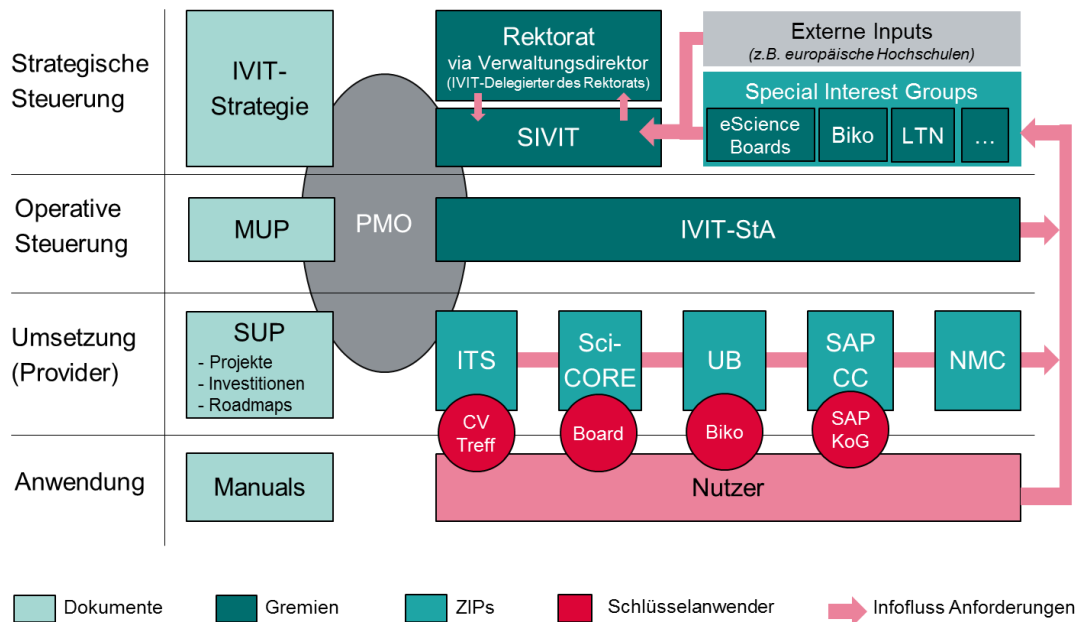 Strategische
Steuerung
IVIT-
Strategie
Rektorat
via Verwaltungsdirektor
(IVIT-Delegierter des Rektorats)
SIVIT
Externe Inputs
(z.B. europäische Hochschulen)
Special Interest Groups
eScience
Boards
Biko
LTN
...
Operative
Steuerung
MUP
PMO
IVIT-StA
Umsetzung
(Provider)
SUP
- Projekte
- Investitionen
- Roadmaps
ITS
Sci-
CORE
UB
SAP
CC
NMC
CV
Treff
Board
Biko
SAP
KoG
Anwendung
Manuals
Nutzer
Dokumente
Gremien
ZIPs
Schlüsselanwender
Infofluss Anforderungen